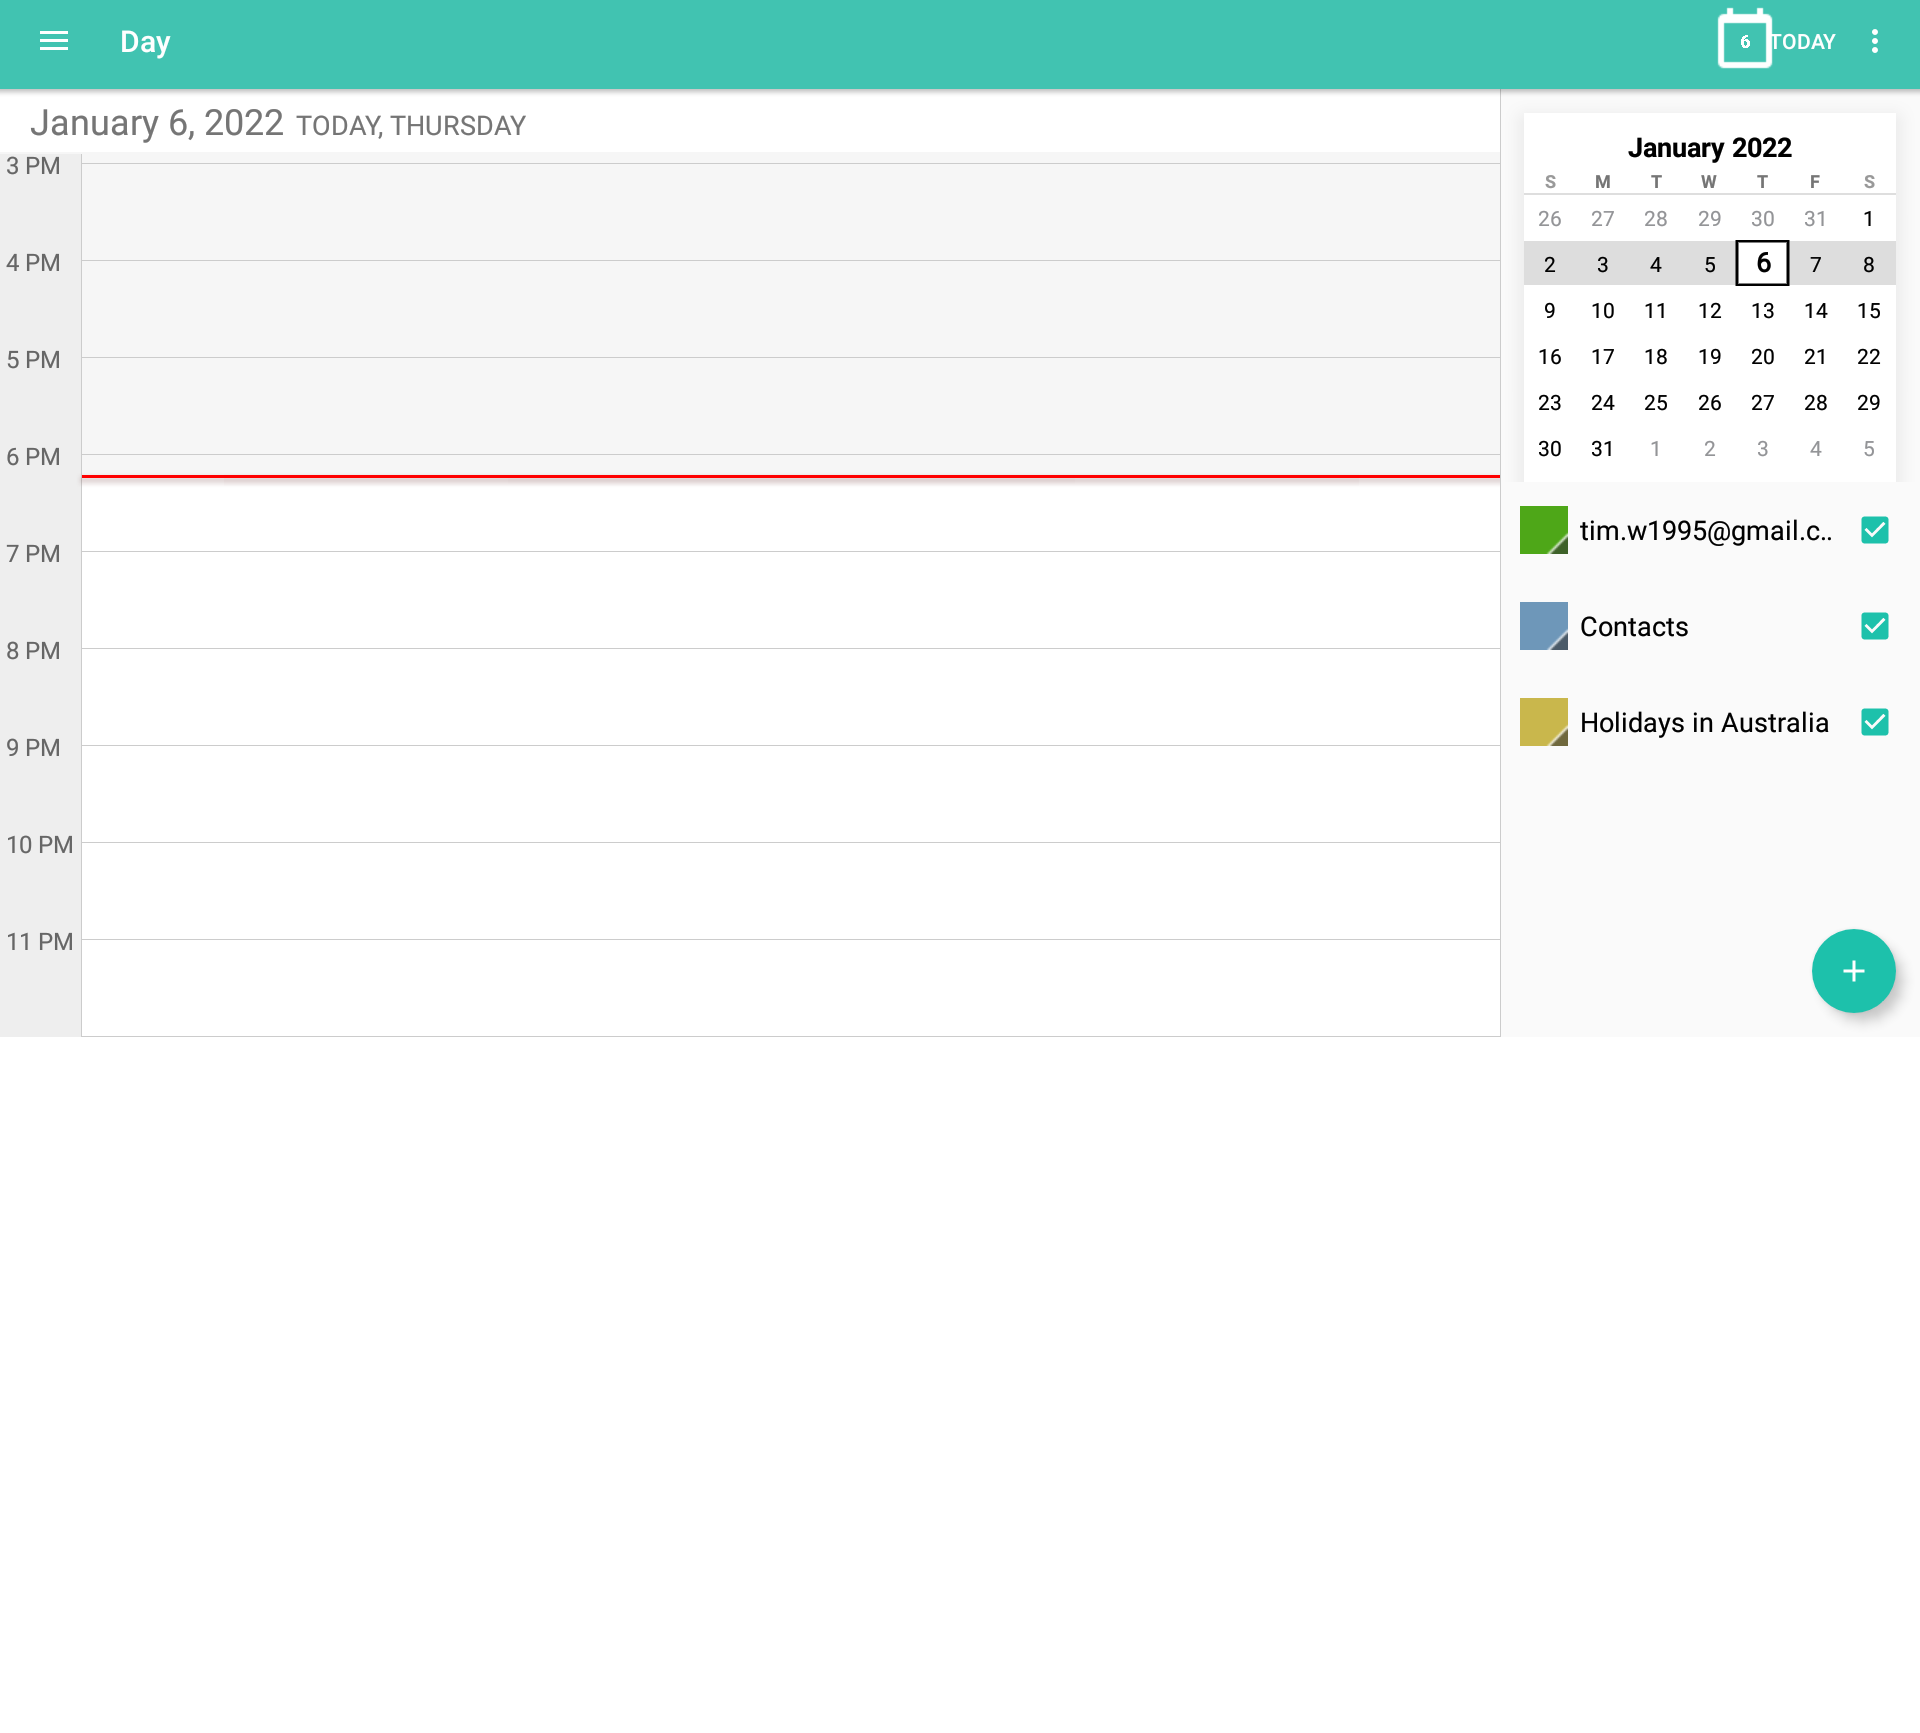 Day
6 TODAY
January 6, 2022 TODAY, THURSDAY
3 PM
4 PM
5 PM
6 PM
7 PM
8 PM
9 PM
10 PM
11 PM
January 2022
S M T W T F S
26 27 28 29 30 31 1
2 3 4 5 6 7 8
9 10 11 12 13 14 15
16 17 18 19 20 21 22
23 24 25 26 27 28 29
30 31 1 2 3 4 5
tim.w1995@gmail.c..
Contacts
Holidays in Australia